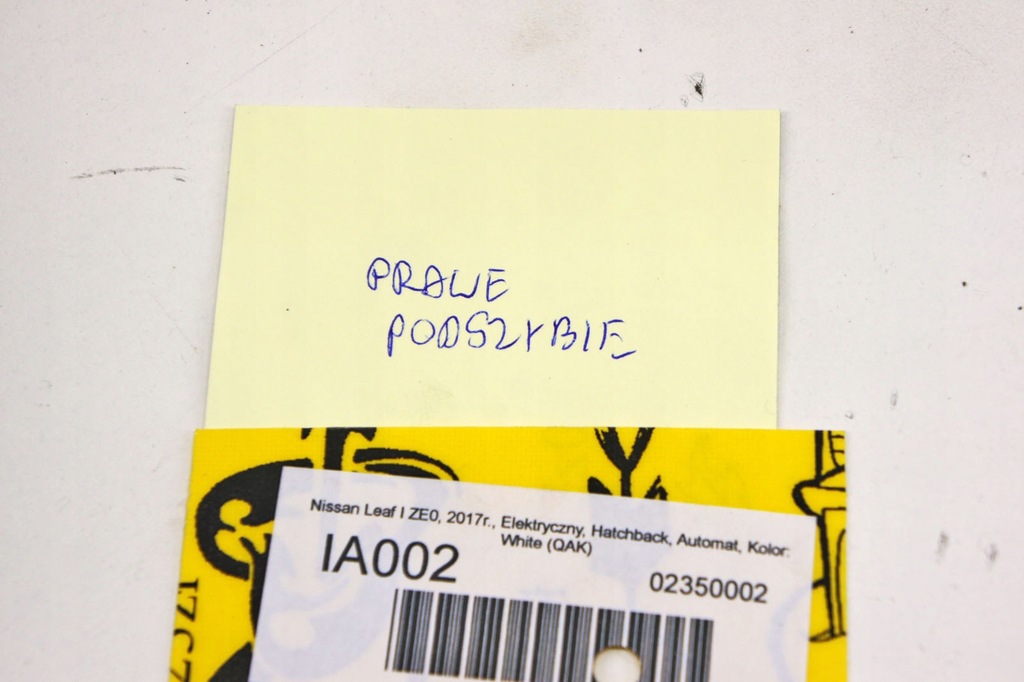 PRAWE
PODSZYBIE
Nissan Leaf I ZE0, 2017r., Elektryczny, Hatchback, Automat, Kolor:
White (QAK)
IA002
02350002